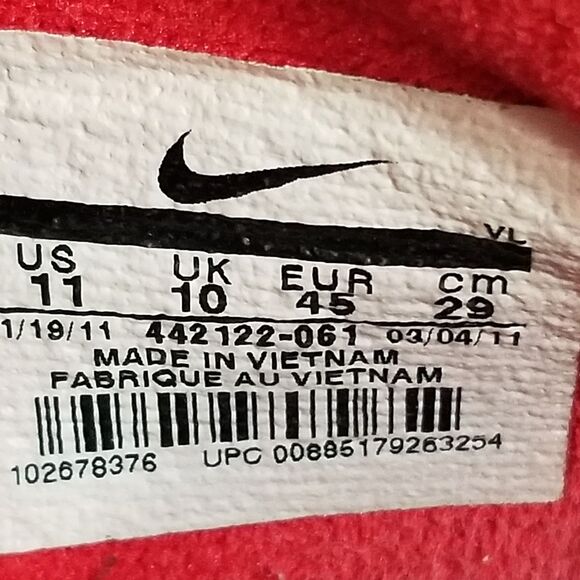 VL
US UK EUR cm
11 10 45 29
1/19/11 442122-061 03/04/11
MADE IN VIETNAM
FABRIQUE AU VIETNAM
102678376 UPC 00885179263254